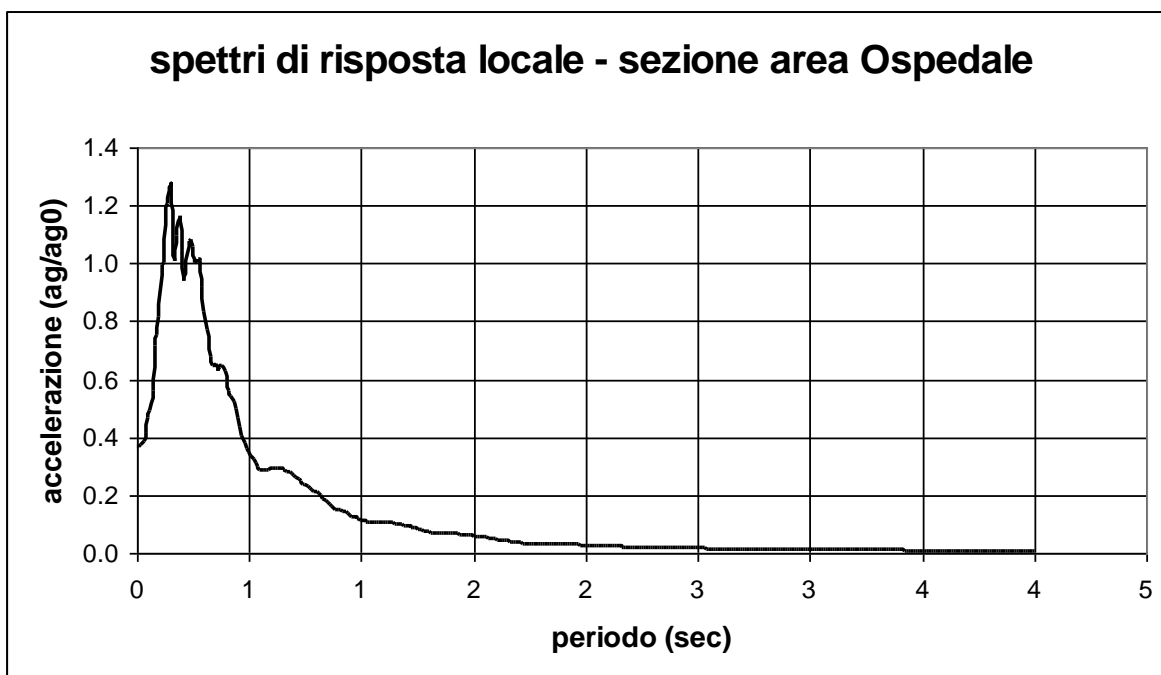 spettri di risposta locale - sezione area Ospedale
accelerazione (ag/ag0)
1.4
1.2
1.0
0.8
0.6
0.4
0.2
0.0
0 1 1 2 2 3 3 4 4 5
periodo (sec)